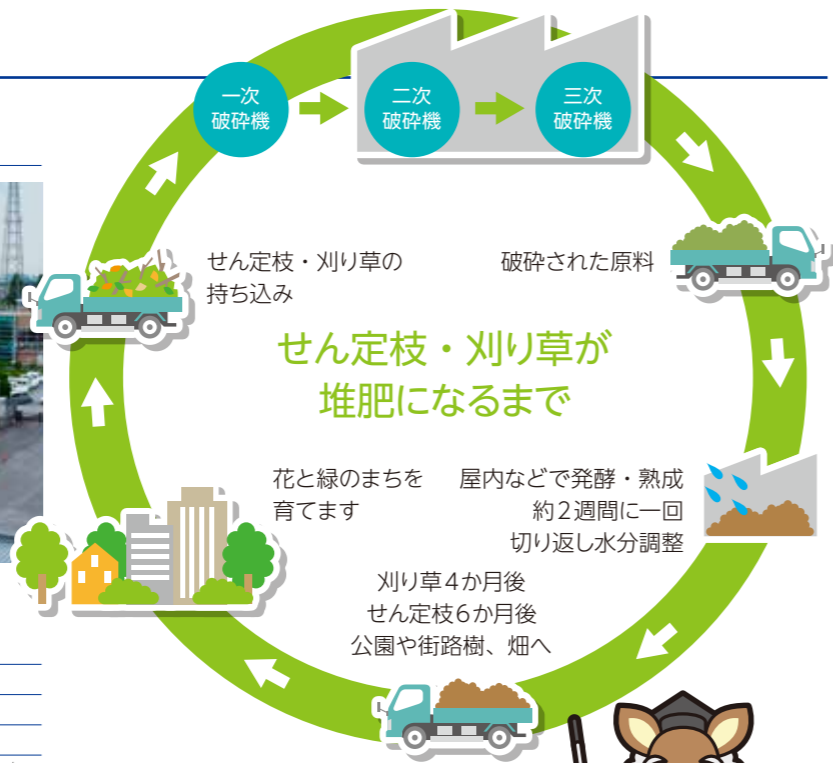 一次
破砕機
二次
破砕機
三次
破砕機
せん定枝・刈り草の
持ち込み
破砕された原料
せん定枝・刈り草が
堆肥になるまで
花と緑のまちを
育てます
屋内などで発酵・熟成
約2週間に一回
切り返し水分調整
刈り草4か月後
せん定枝6か月後
公園や街路樹、畑へ